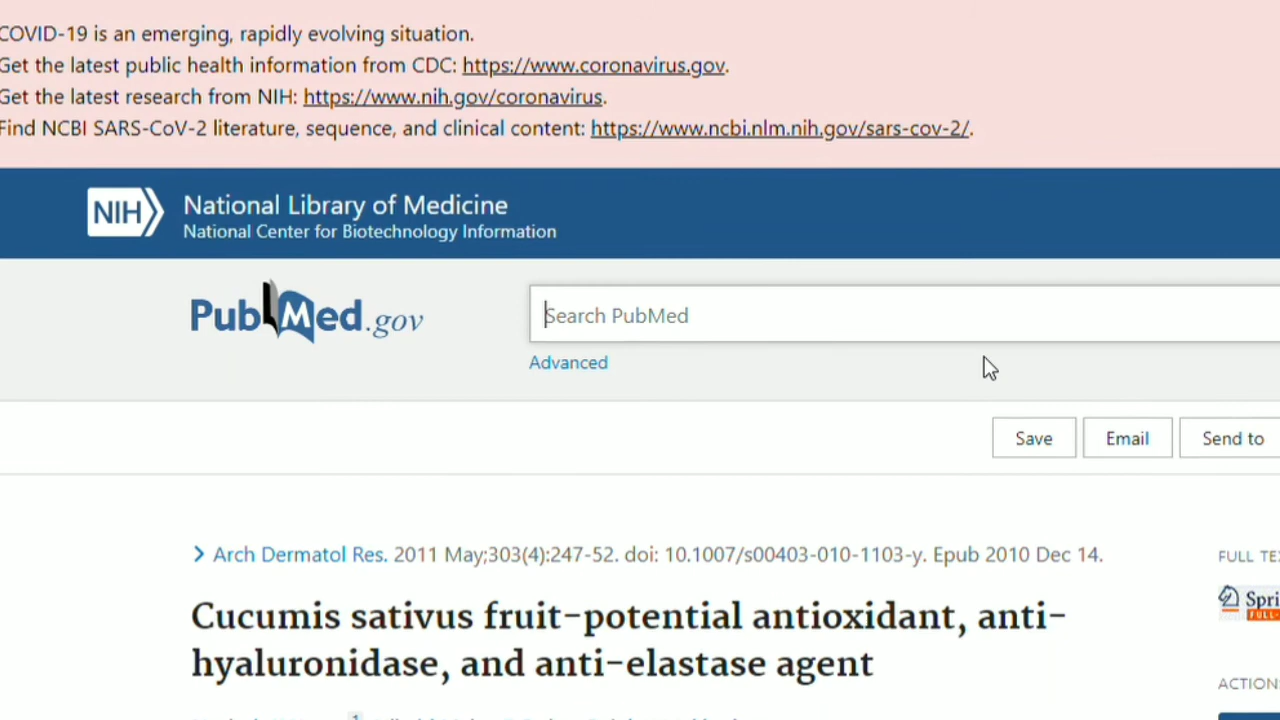 COVID-19 is an emerging, rapidly evolving situation.
Get the latest public health information from CDC: https://www.coronavirus.gov.
Get the latest research from NIH: https://www.nih.gov/coronavirus.
Find NCBI SARS-CoV-2 literature, sequence, and clinical content: https://www.ncbi.nlm.nih.gov/sars-cov-2/.
NIH
National Library of Medicine
National Center for Biotechnology Information
PubMed.gov
Search PubMed
Advanced
Save Email Send to
Arch Dermatol Res. 2011 May;303(4):247-52. doi: 10.1007/s00403-010-1103-y. Epub 2010 Dec 14.
FULL TE
Cucumis sativus fruit-potential antioxidant, anti-
hyaluronidase, and anti-elastase agent
Spri
FULL-
ACTION
1